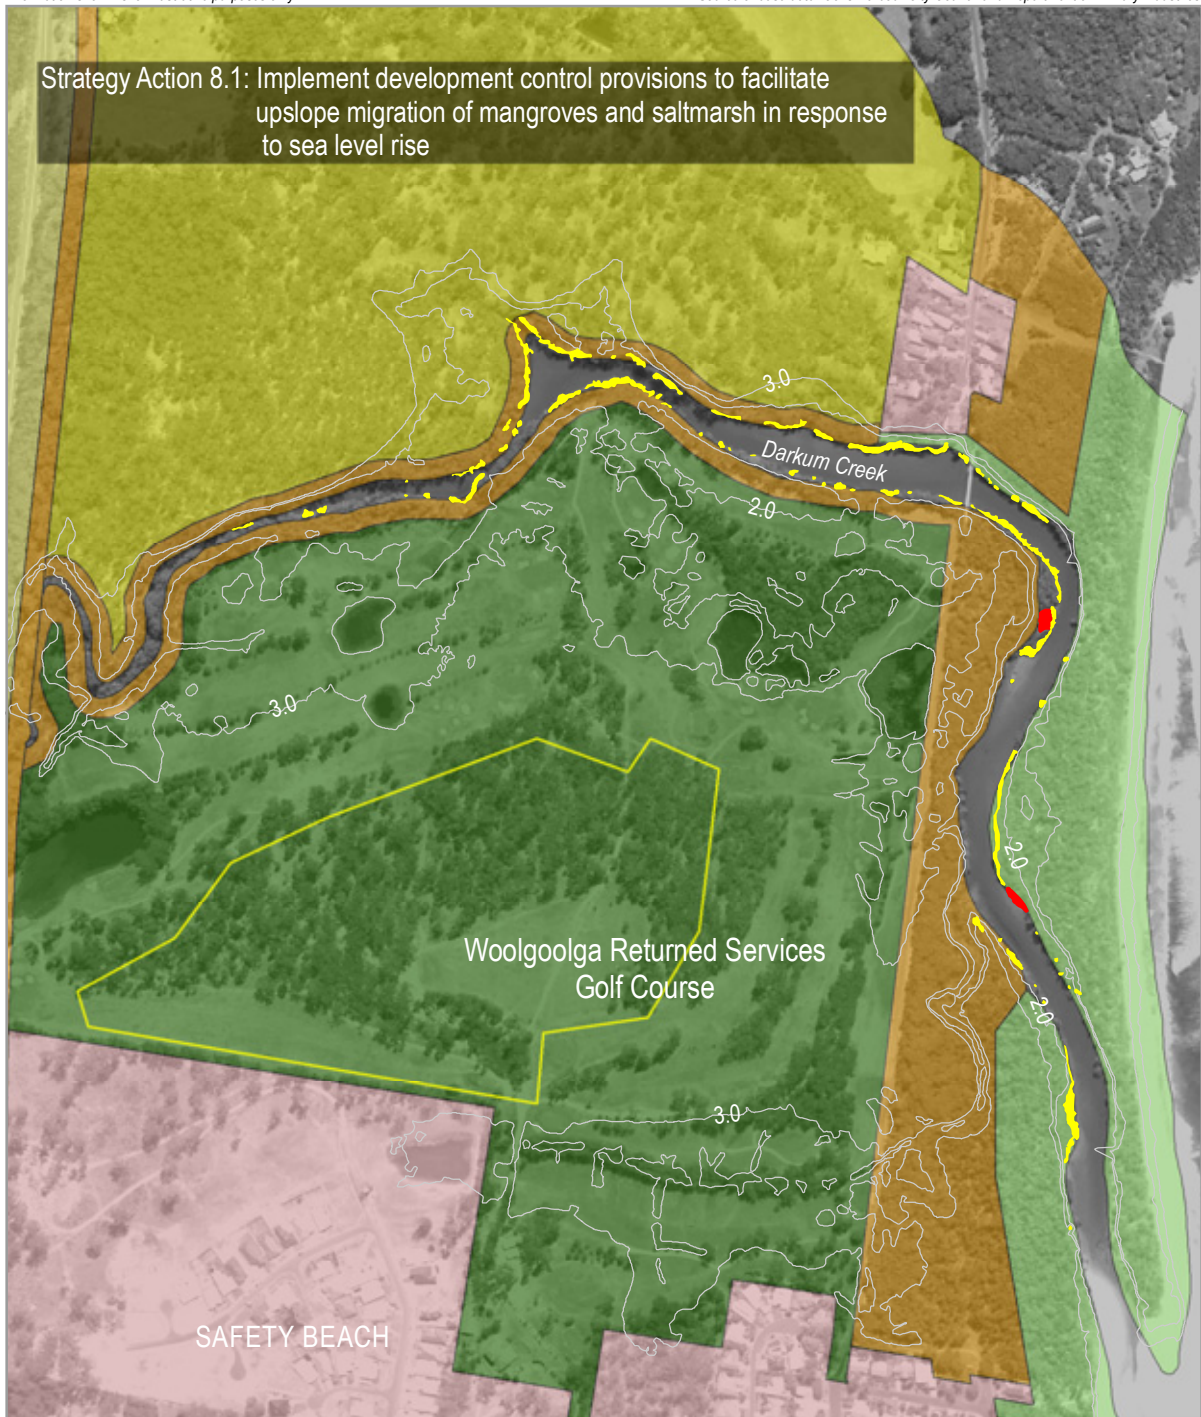 Strategy Action 8.1: Implement development control provisions to facilitate
upslope migration of mangroves and saltmarsh in response
to sea level rise
3.0
Darkum Creek
2.0
3.0
2.0
Woolgoolga Returned Services
Golf Course
2.0
3.0
SAFETY BEACH